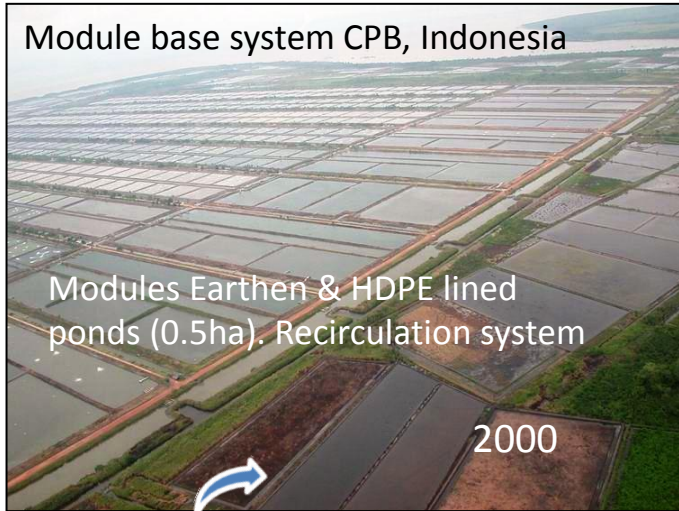 Module base system CPB, Indonesia
Modules Earthen & HDPE lined
ponds (0.5ha). Recirculation system
2000